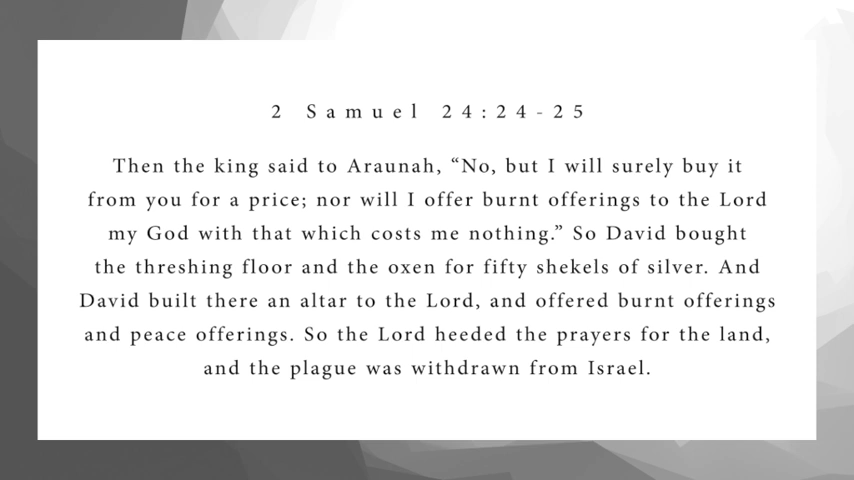 2 Samuel 24:24-25
Then the king said to Araunah, “No, but I will surely buy it
from you for a price; nor will I offer burnt offerings to the Lord
my God with that which costs me nothing.” So David bought
the threshing floor and the oxen for fifty shekels of silver. And
David built there an altar to the Lord, and offered burnt offerings
and peace offerings. So the Lord heeded the prayers for the land,
and the plague was withdrawn from Israel.